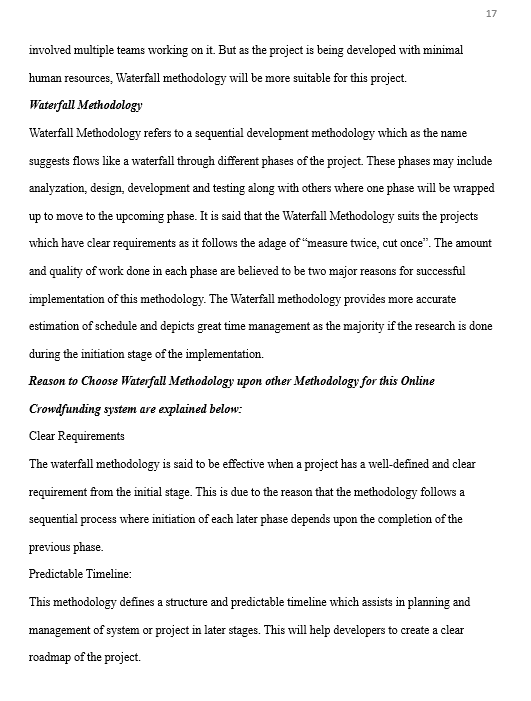 17
involved multiple teams working on it. But as the project is being developed with minimal
human resources, Waterfall methodology will be more suitable for this project.
Waterfall Methodology
Waterfall Methodology refers to a sequential development methodology which as the name
suggests flows like a waterfall through different phases of the project. These phases may include
analyzation, design, development and testing along with others where one phase will be wrapped
up to move to the upcoming phase. It is said that the Waterfall Methodology suits the projects
which have clear requirements as it follows the adage of “measure twice, cut once”. The amount
and quality of work done in each phase are believed to be two major reasons for successful
implementation of this methodology. The Waterfall methodology provides more accurate
estimation of schedule and depicts great time management as the majority if the research is done
during the initiation stage of the implementation.
Reason to Choose Waterfall Methodology upon other Methodology for this Online
Crowdfunding system are explained below:
Clear Requirements
The waterfall methodology is said to be effective when a project has a well-defined and clear
requirement from the initial stage. This is due to the reason that the methodology follows a
sequential process where initiation of each later phase depends upon the completion of the
previous phase.
Predictable Timeline:
This methodology defines a structure and predictable timeline which assists in planning and
management of system or project in later stages. This will help developers to create a clear
roadmap of the project.